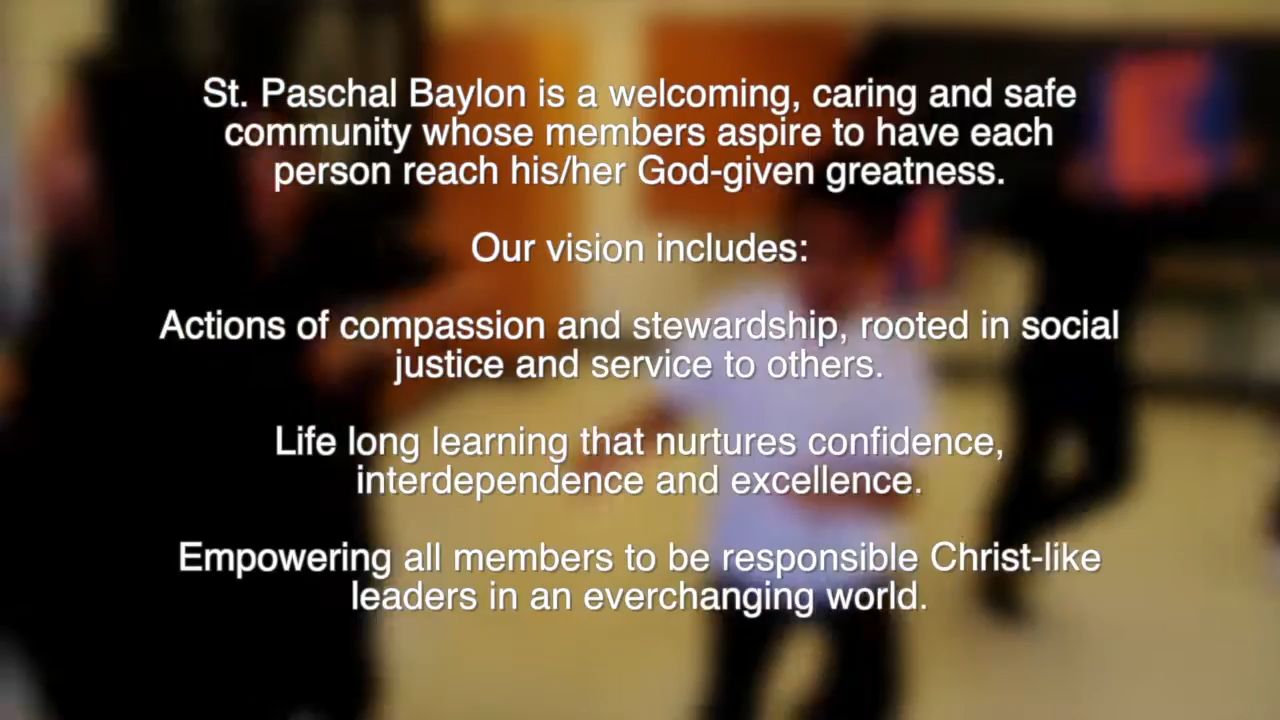 St. Paschal Baylon is a welcoming, caring and safe
community whose members aspire to have each
person reach his/her God-given greatness.
Our vision includes:
Actions of compassion and stewardship, rooted in social
justice and service to others.
Life long learning that nurtures confidence,
interdependence and excellence.
Empowering all members to be responsible Christ-like
leaders in an everchanging world.